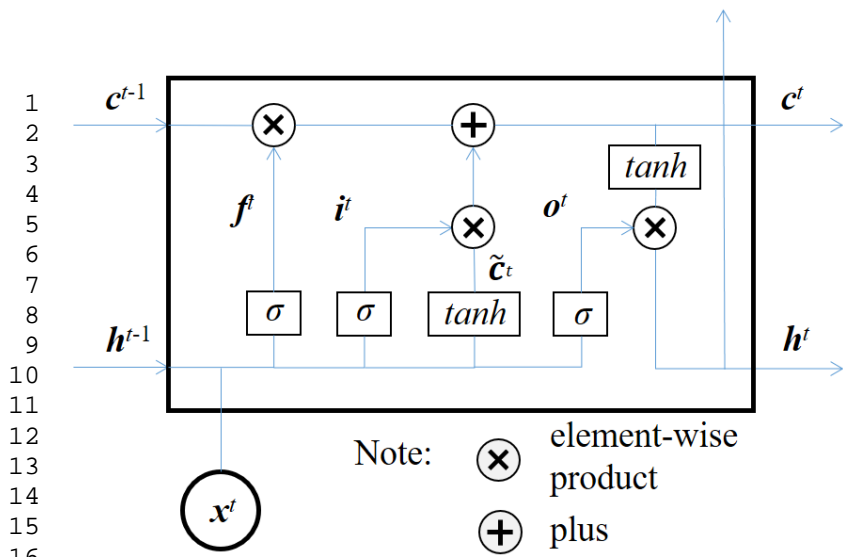 1
c^{t-1}
c^t
2
3
tanh
4
f^t
i^t
o^t
5
6
c̃_t
7
8
σ
σ
tanh
σ
9
h^{t-1}
h^t
10
11
12
Note:
element-wise
13
product
14
x^t
15
plus
16